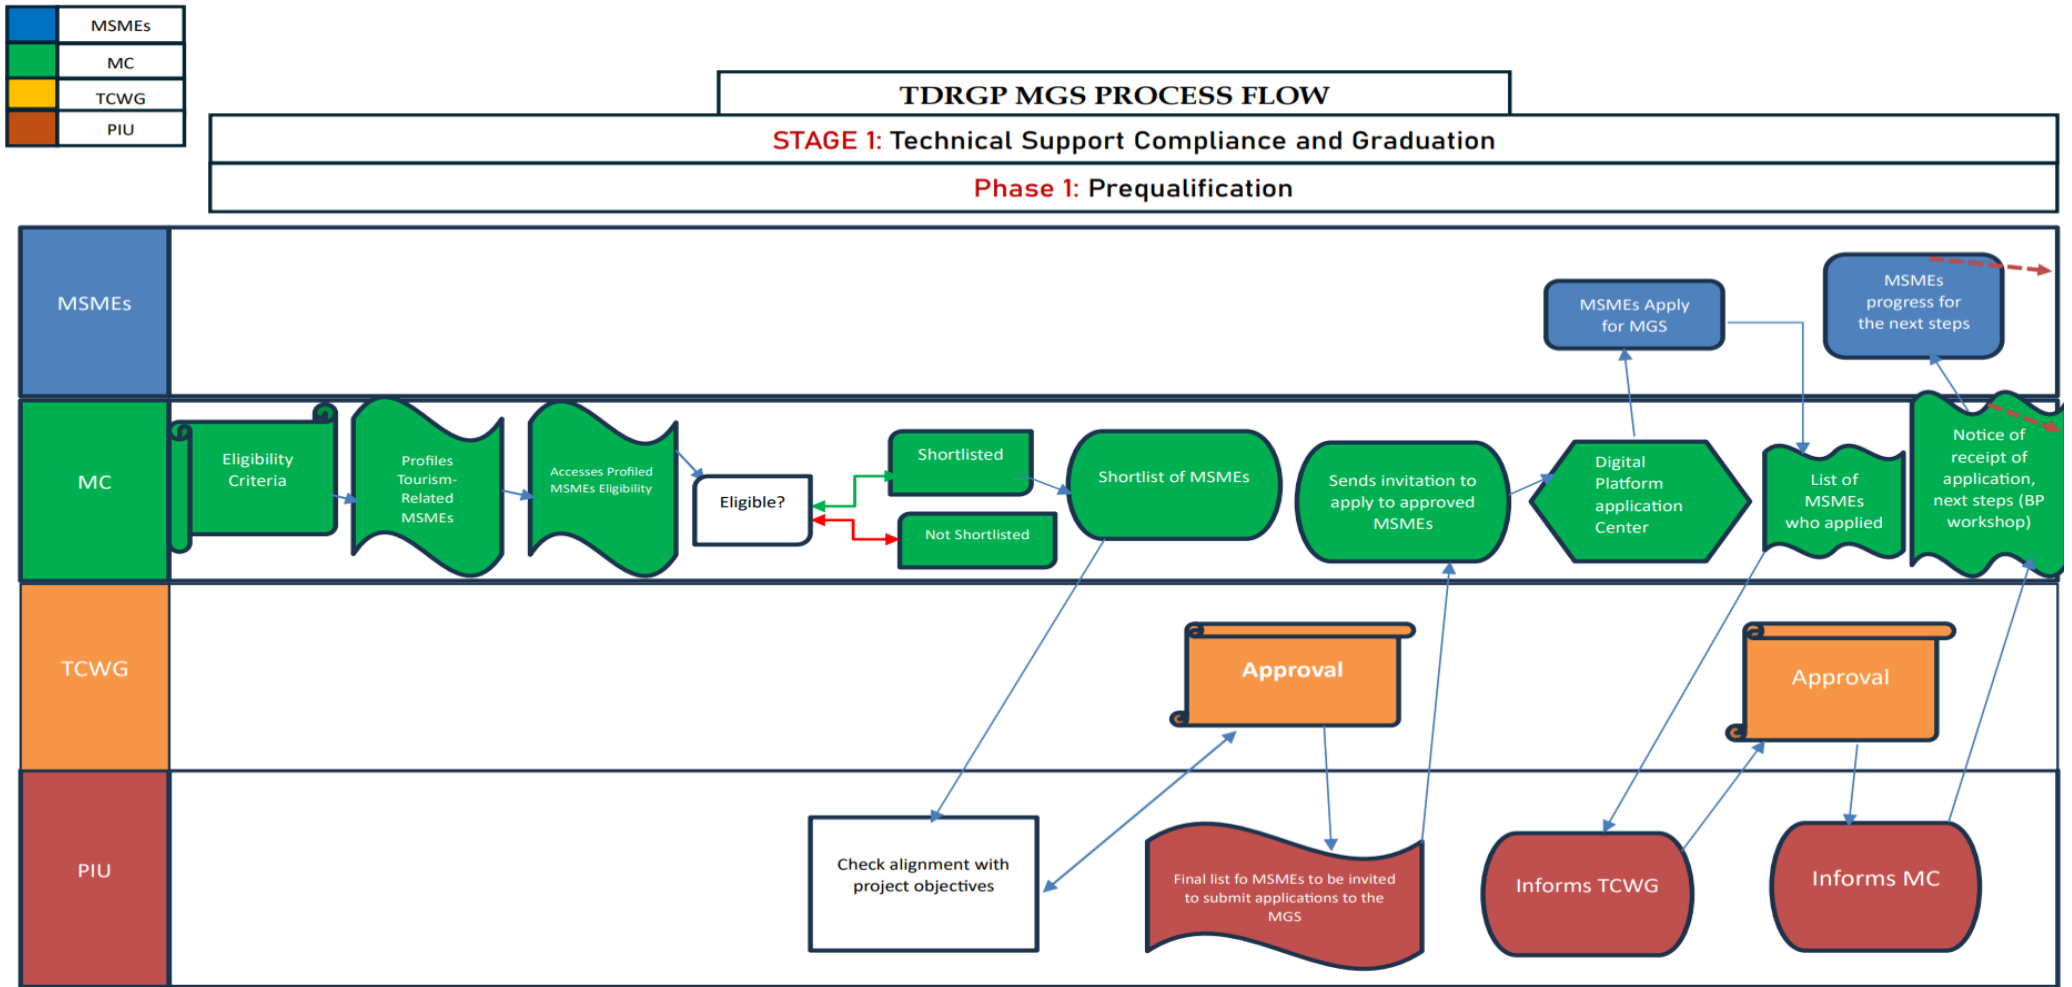 MSMEs
MC
TCWG
PIU
TDRGP MGS PROCESS FLOW
STAGE 1: Technical Support Compliance and Graduation
Phase 1: Prequalification
MSMEs
MSMEs Apply
for MGS
MSMEs
progress for
the next steps
MC
Eligibility
Criteria
Profiles
Tourism-
Related
MSMEs
Accesses Profiled
MSMEs Eligibility
Eligible?
Shortlisted
Not Shortlisted
Shortlist of MSMEs
Sends invitation to
apply to approved
MSMEs
Digital
Platform
application
Center
List of
MSMEs
who applied
Notice of
receipt of
application,
next steps (BP
workshop)
TCWG
Approval
Approval
PIU
Check alignment with
project objectives
Final list fo MSMEs to be invited
to submit applications to the
MGS
Informs TCWG
Informs MC